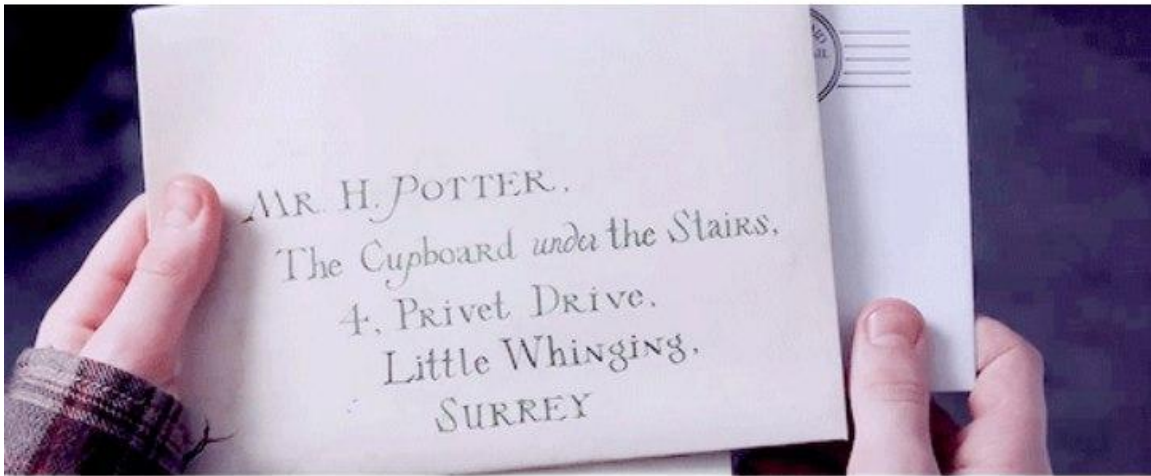 MR. H. POTTER,
The Cupboard under the Stairs,
4, Privet Drive,
Little Whinging,
SURREY